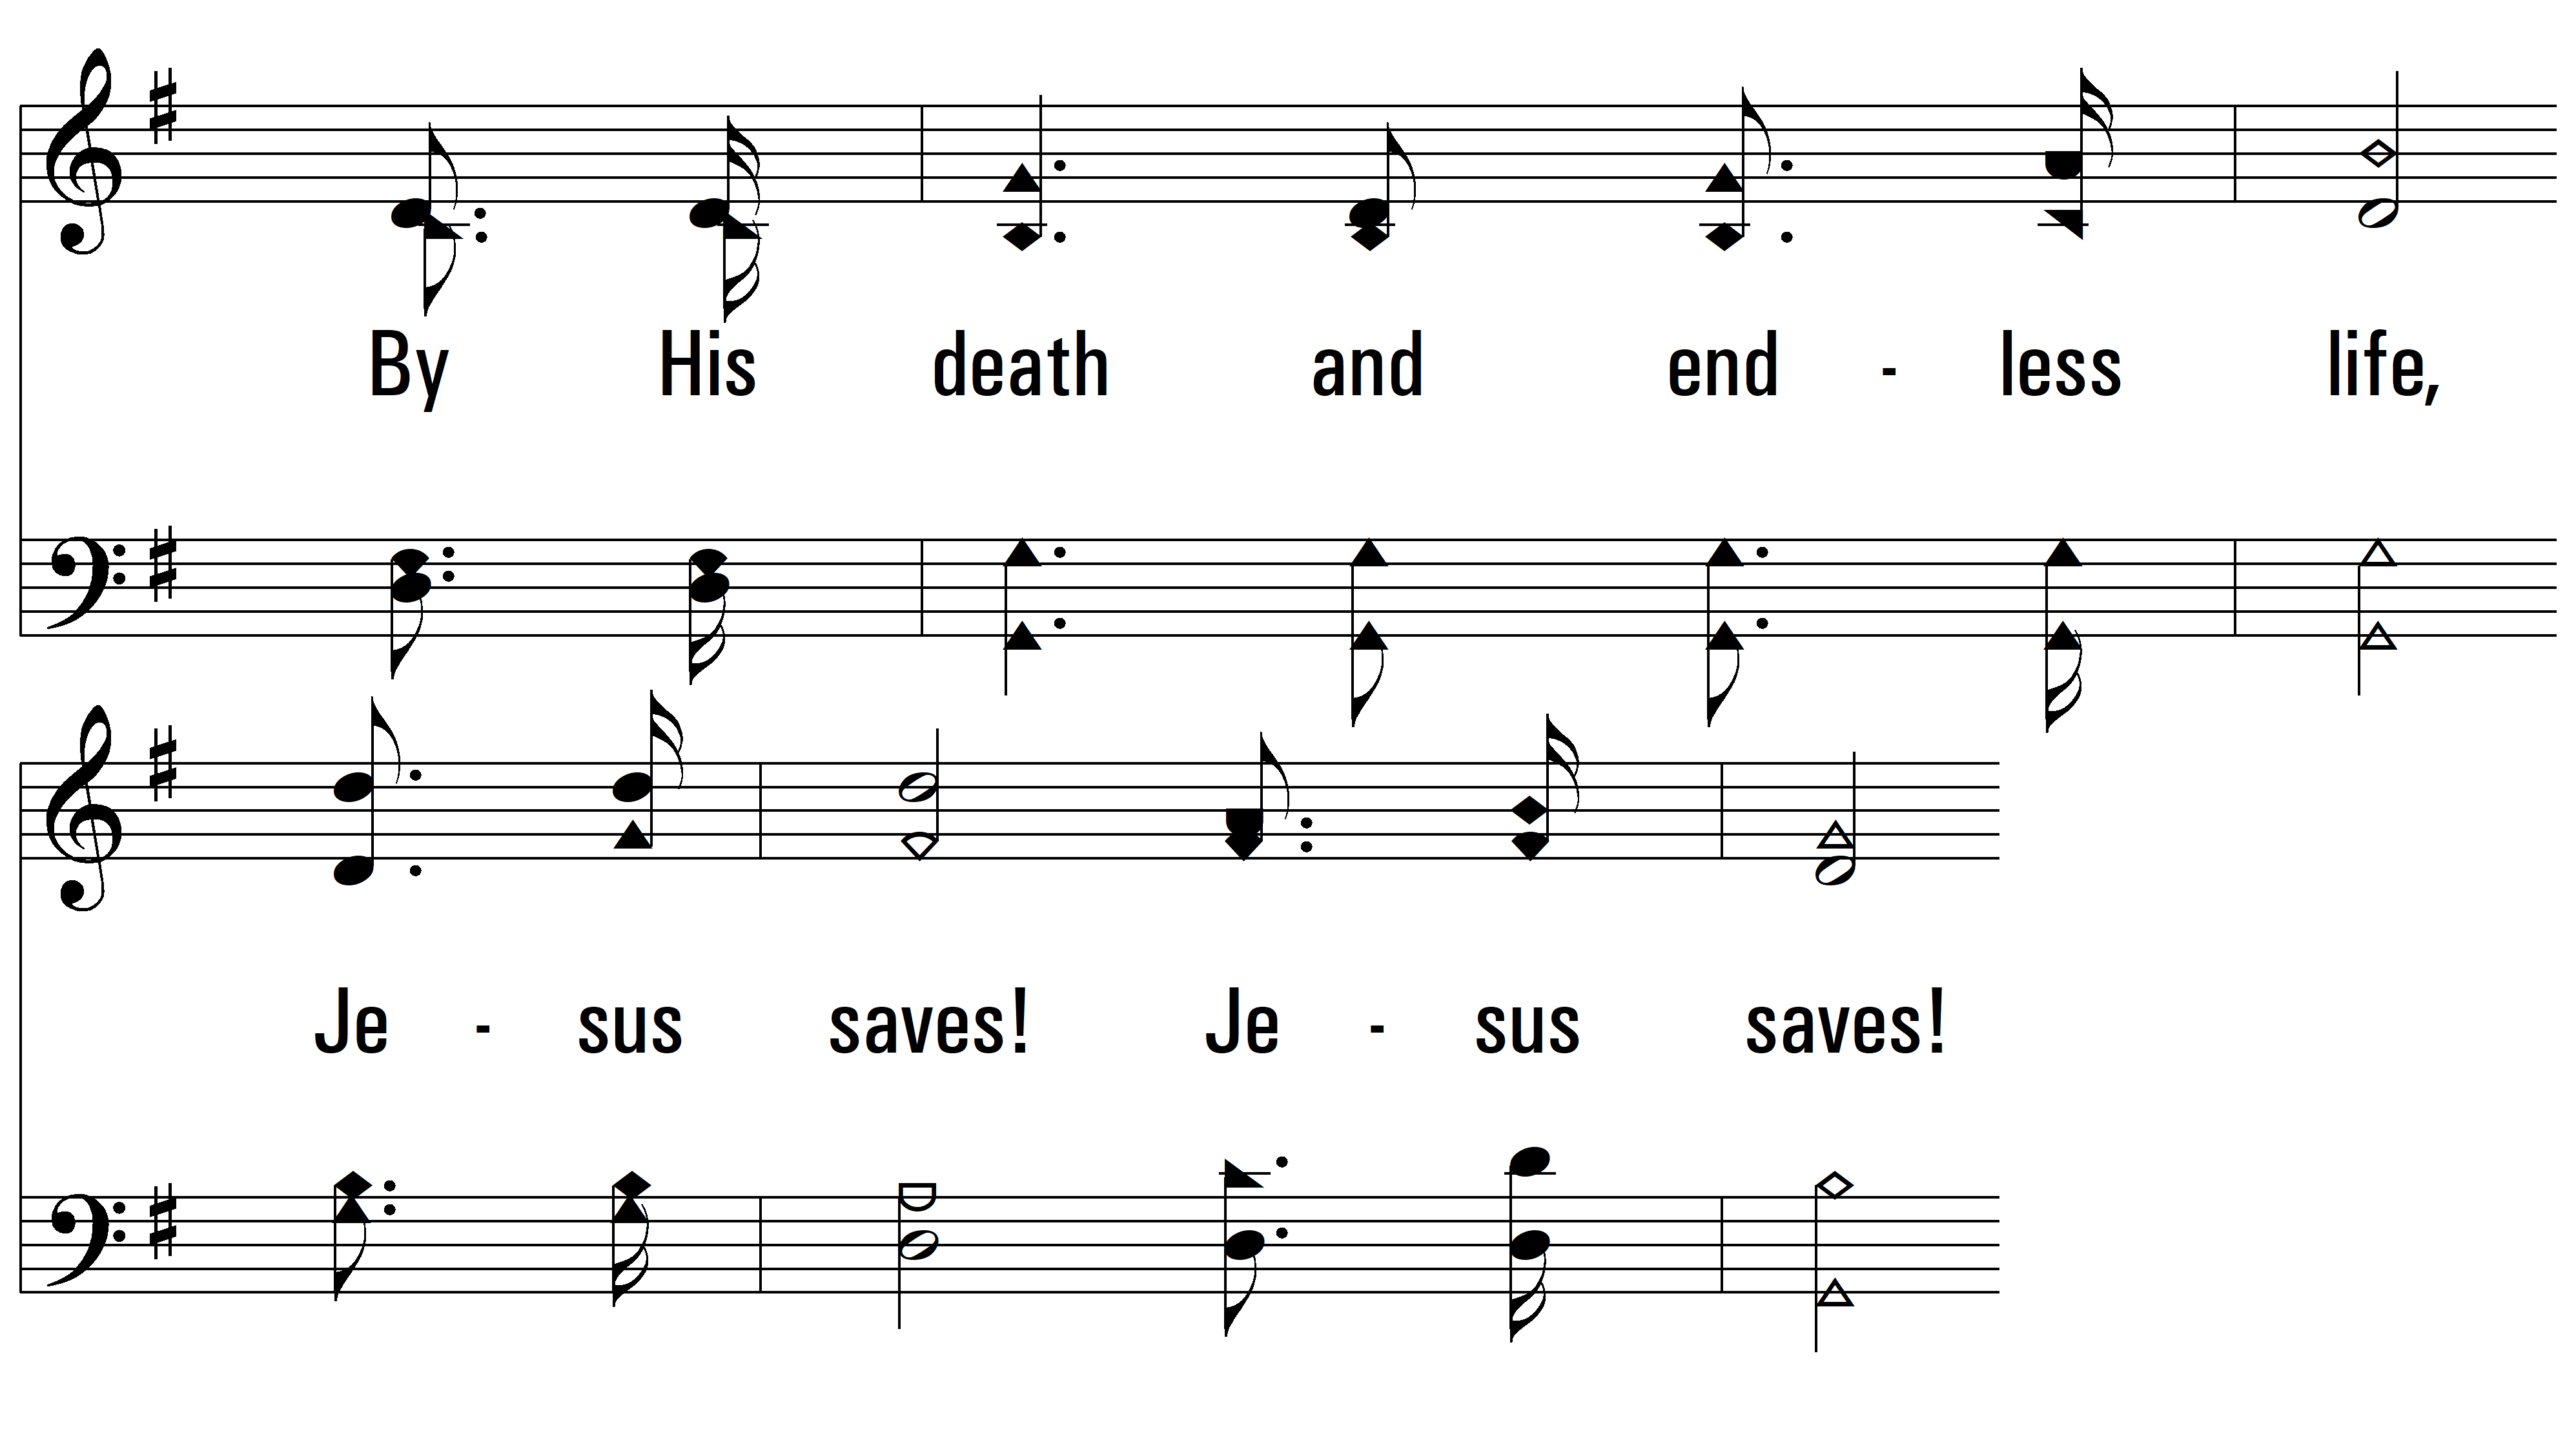 By His death and end - less life,
Je - sus saves! Je - sus saves!